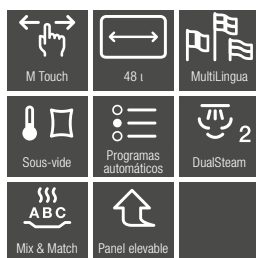 M Touch
48 ι
MultiLingua
Sous-vide
Programas
automáticos
2
DualSteam
ABC
Mix & Match
Panel elevable